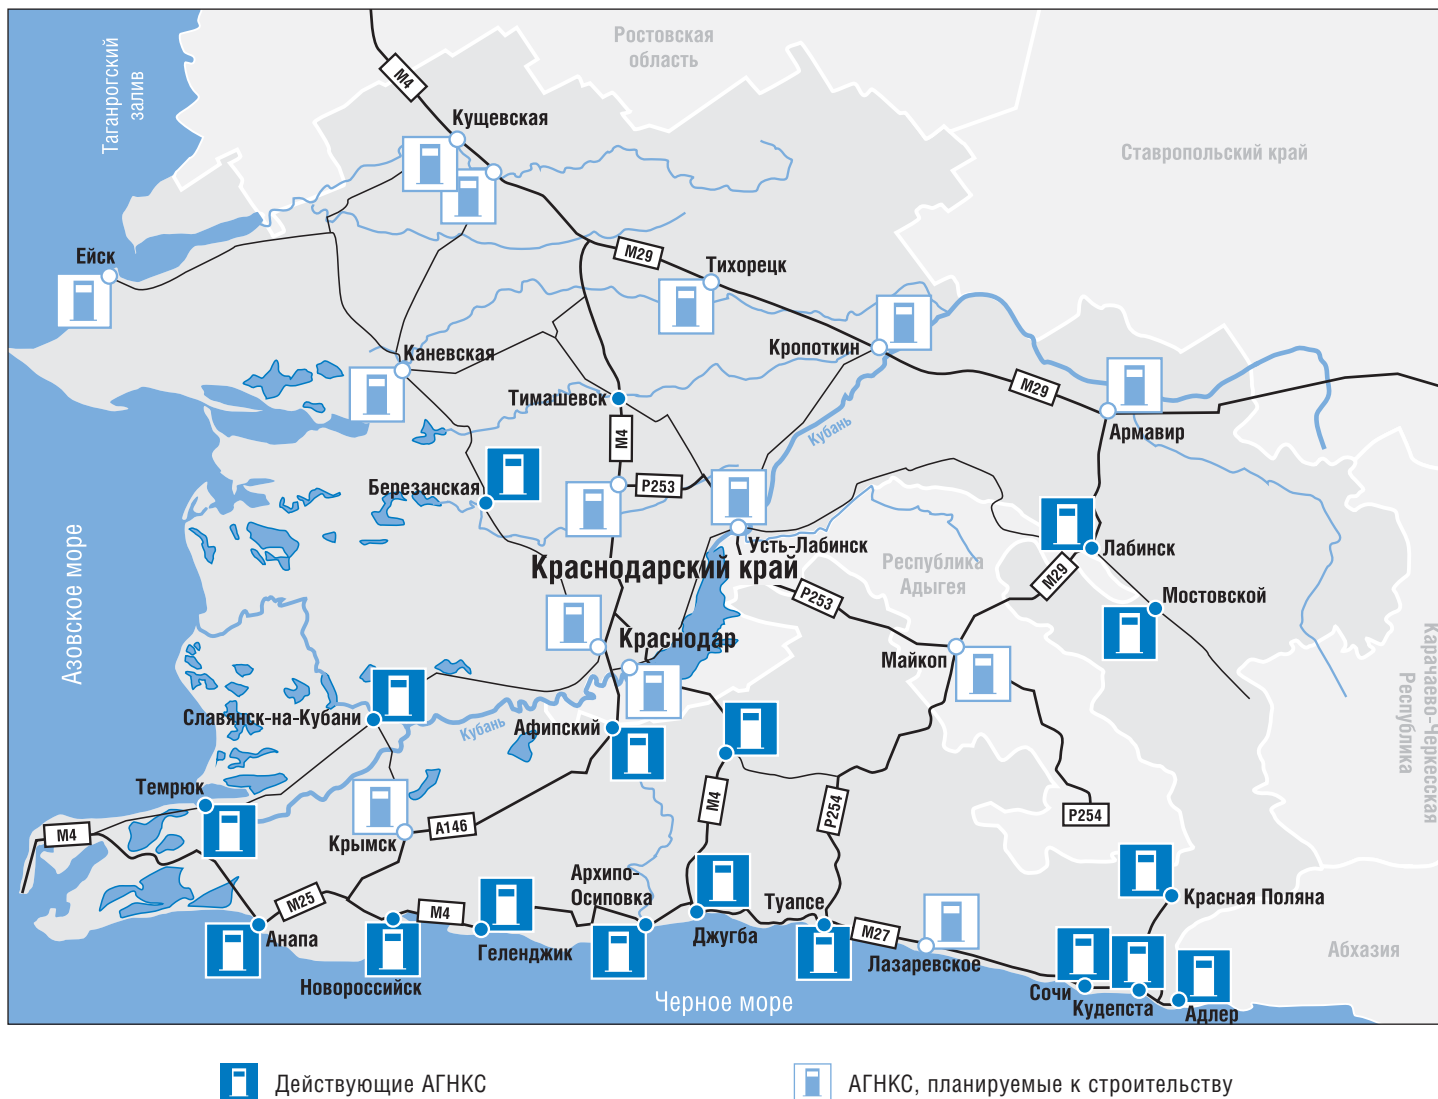 Ростовская
область
Таганрогский
залив
М4
Кущевская
Ставропольский край
Ейск
М29
Тихорецк
Каневская
Кропоткин
М29
Тимашевск
Кубань
Армавир
М4
Березанская
Р253
Усть-Лабинск
Лабинск
Краснодарский край
Республика
Адыгея
М29
Р253
Мостовской
Азовское море
Краснодар
Майкоп
Карачаево-Черкесская
Республика
Славянск-на-Кубани
Кубань
Афипский
Темрюк
М4
Р254
Р254
М4
А146
Крымск
Архипо-
Осиповка
М25
М4
Туапсе
Красная Поляна
Анапа
Джугба
М27
Геленджик
Лазаревское
Абхазия
Новороссийск
Сочи
Черное море
Кудепста
Адлер
Действующие АГНКС
АГНКС, планируемые к строительству